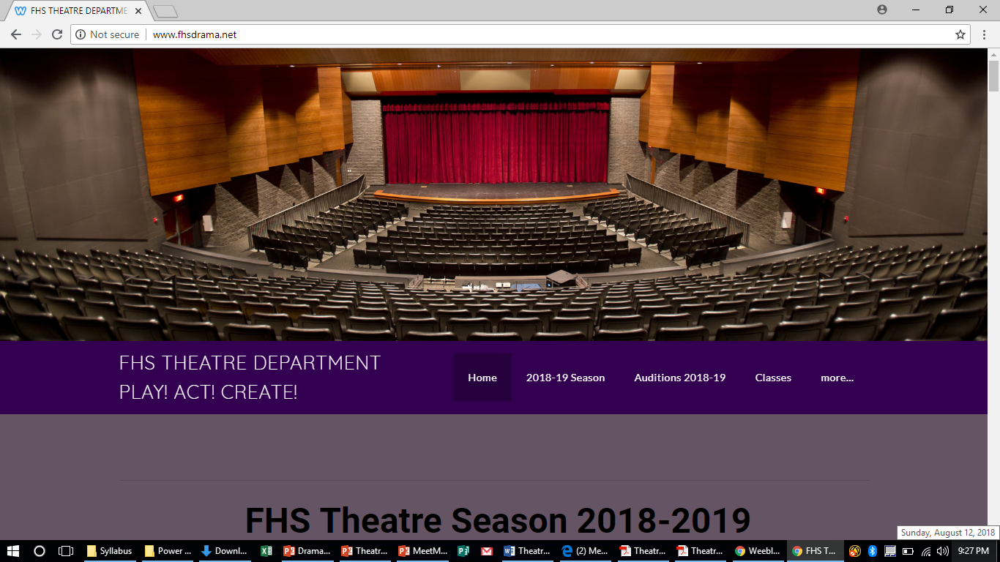 FHS THEATRE DEPARTME
Not secure
www.fhsdrama.net
FHS THEATRE DEPARTMENT
PLAY! ACT! CREATE!
Home
2018-19 Season
Auditions 2018-19
Classes
more...
FHS Theatre Season 2018-2019
Sunday, August 12, 2018
Syllabus
Power ...
Downl...
Drama...
Theatr...
MeetM...
Theatr...
(2) Me...
Theatr...
Theatr...
Weebl...
FHS T...
9:27 PM